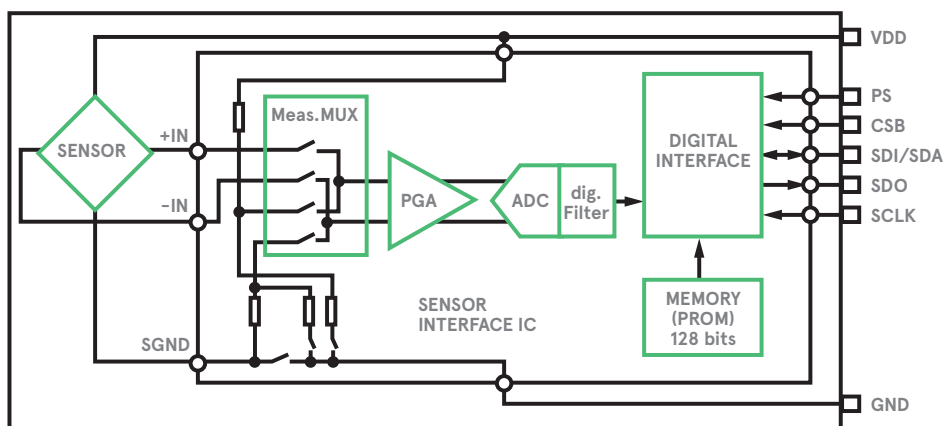 VDD
Meas.MUX
PS
+IN
CSB
SENSOR
DIGITAL
INTERFACE
SDI/SDA
-IN
PGA
ADC
dig.
Filter
SDO
SCLK
SENSOR
INTERFACE IC
MEMORY
(PROM)
128 bits
SGND
GND